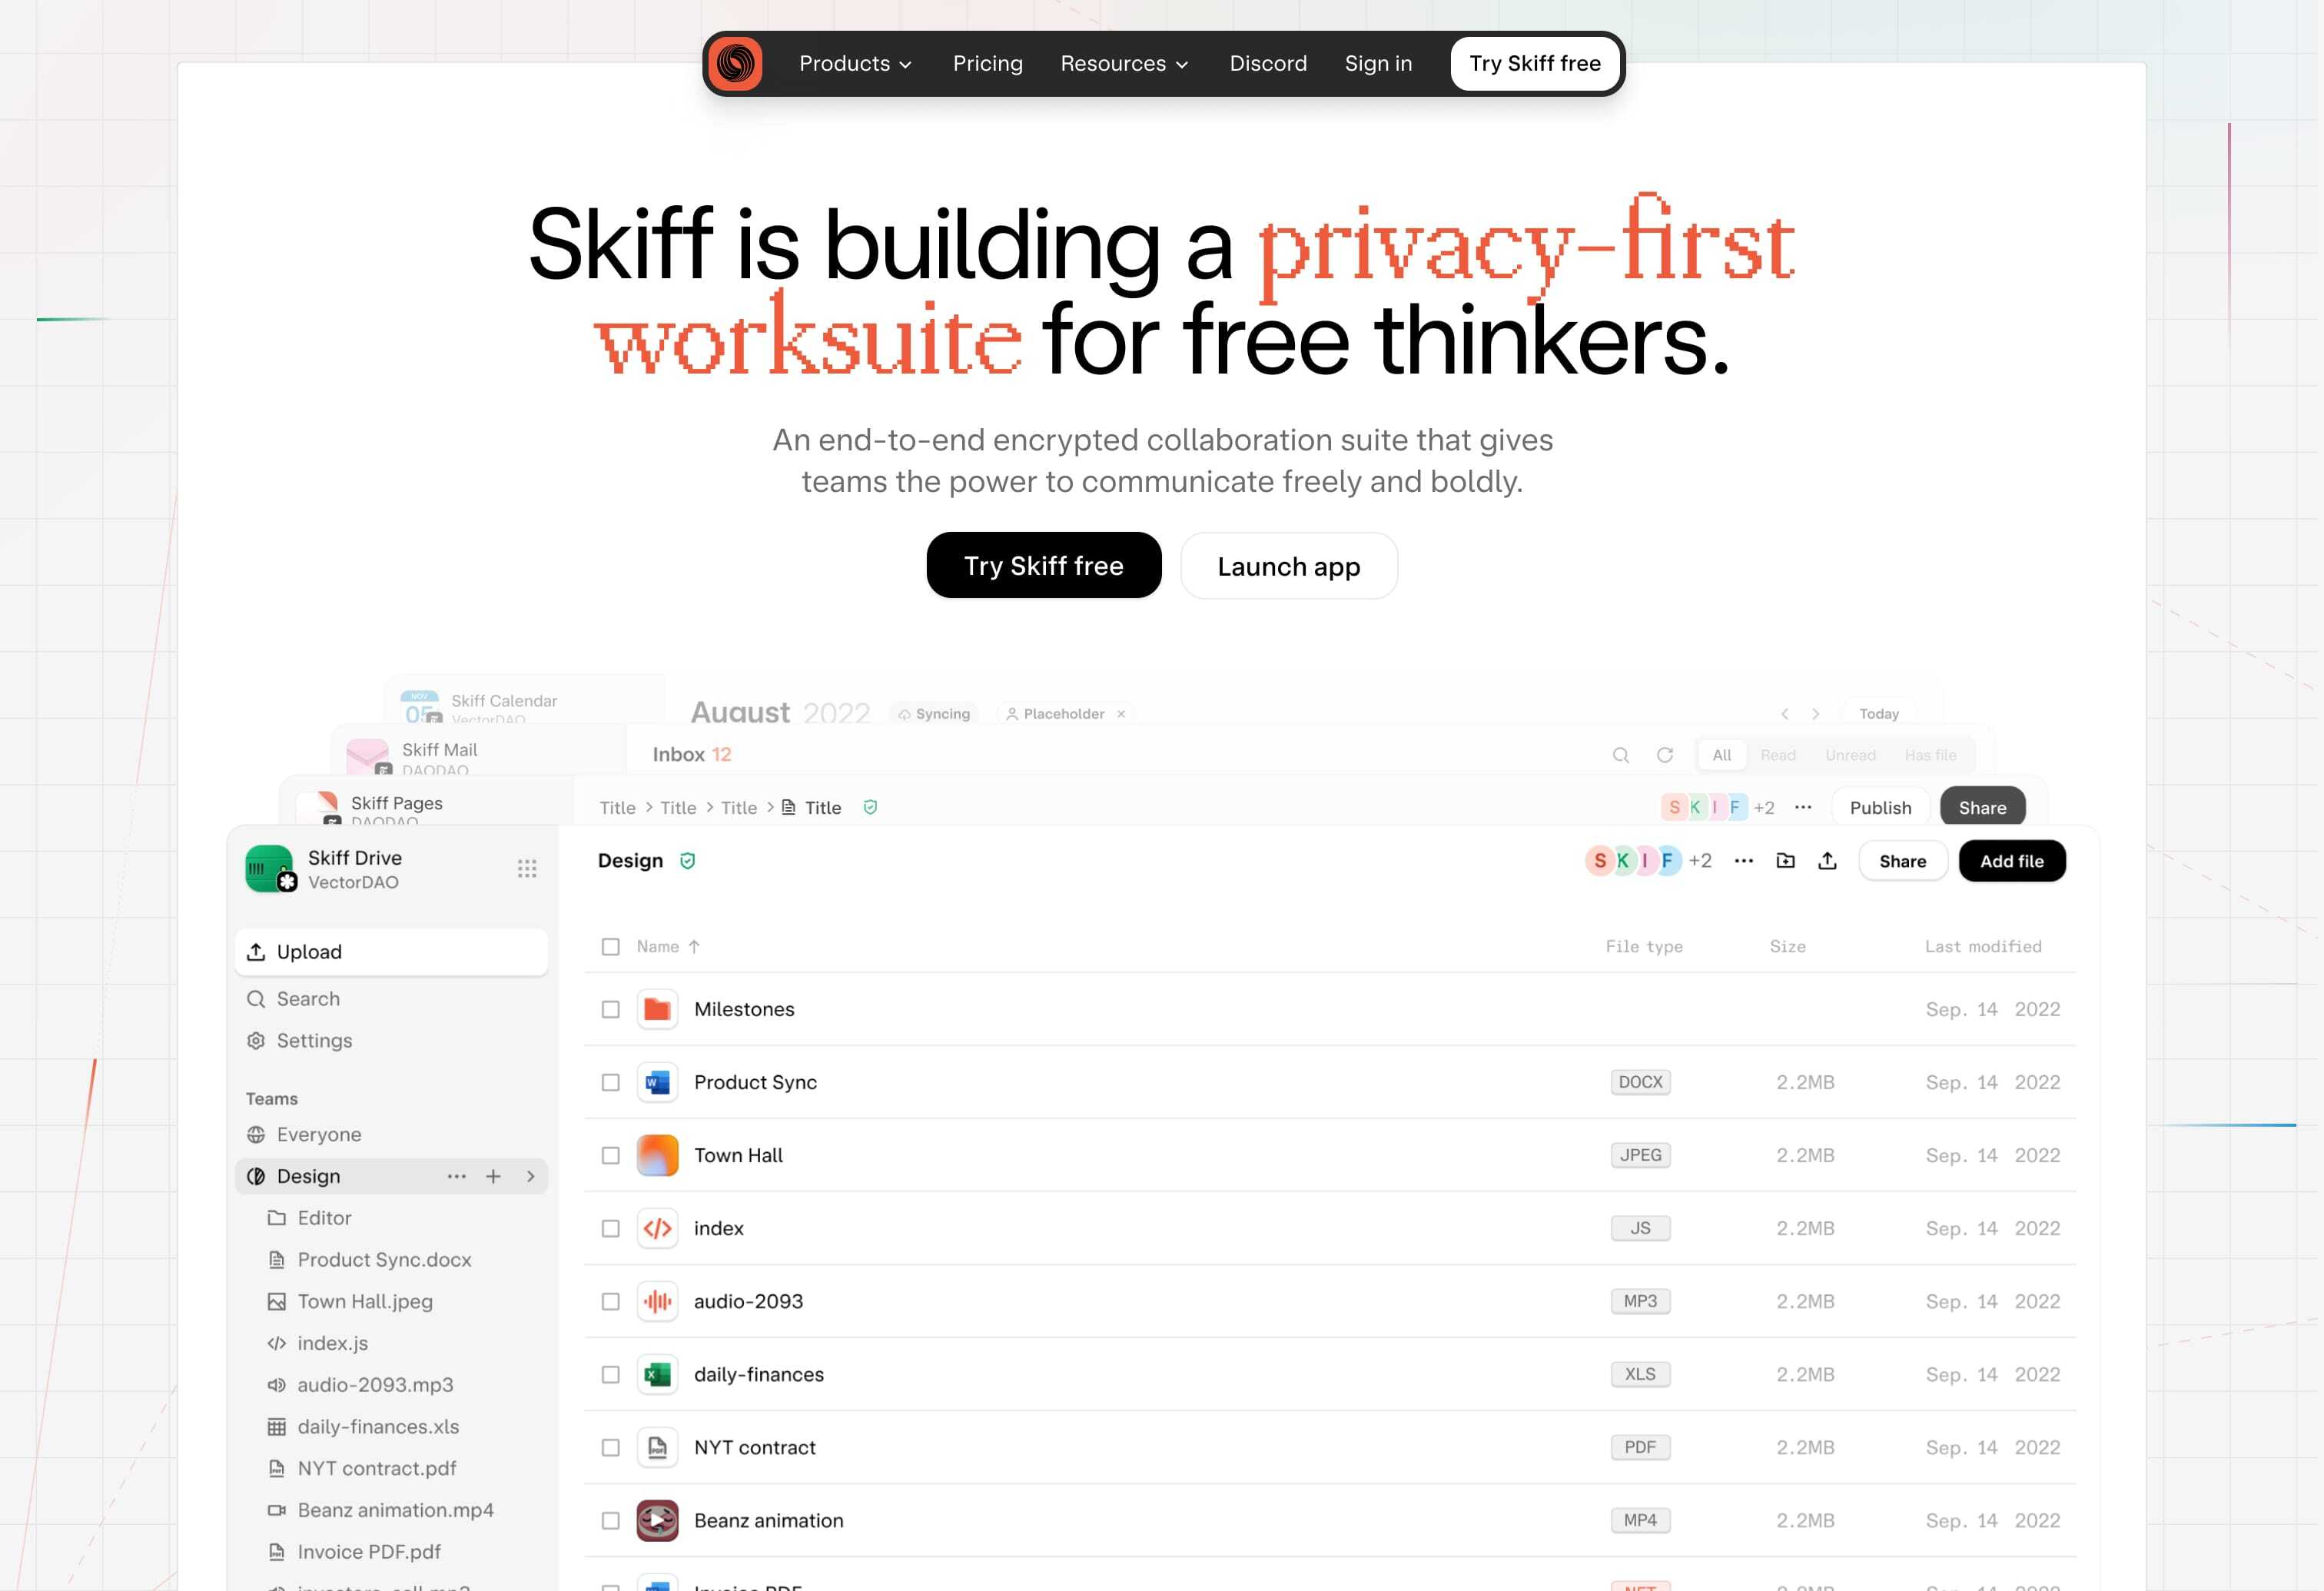 Products
Pricing
Resources
Discord
Sign in
Try Skiff free
Skiff is building a privacy-first
worksuite for free thinkers.
An end-to-end encrypted collaboration suite that gives
teams the power to communicate freely and boldly.
Try Skiff free
Launch app
NOV
05
Skiff Calendar
VectorDAO
August 2022
Syncing
Placeholder ×
Today
Skiff Mail
DAODAO
Inbox 12
All
Read
Unread
Has file
Skiff Pages
DAODAO
Title > Title > Title > Title
S K I F +2
Publish
Share
Skiff Drive
VectorDAO
Design
S K I F +2
Share
Add file
Upload
Search
Settings
Teams
Everyone
Design
Editor
Product Sync.docx
Town Hall.jpeg
index.js
audio-2093.mp3
daily-finances.xls
NYT contract.pdf
Beanz animation.mp4
Invoice PDF.pdf
Name ↑ File type Size Last modified
Milestones Sep. 14 2022
Product Sync DOCX 2.2MB Sep. 14 2022
Town Hall JPEG 2.2MB Sep. 14 2022
index JS 2.2MB Sep. 14 2022
audio-2093 MP3 2.2MB Sep. 14 2022
daily-finances XLS 2.2MB Sep. 14 2022
NYT contract PDF 2.2MB Sep. 14 2022
Beanz animation MP4 2.2MB Sep. 14 2022
Invoice PDF